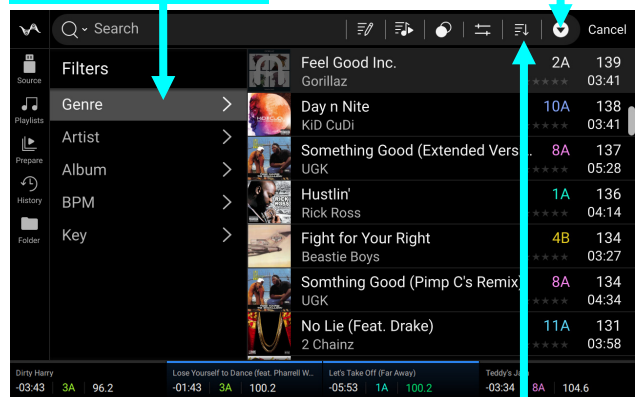 Search
Cancel
Source
Playlists
Prepare
History
Folder
Filters
Genre
Artist
Album
BPM
Key
Feel Good Inc. 2A 139
Gorillaz 03:41
Day n Nite 10A 138
KiD CuDi 03:41
Something Good (Extended Vers... 8A 137
UGK 05:28
Hustlin' 1A 136
Rick Ross 04:14
Fight for Your Right 4B 134
Beastie Boys 03:27
Somthing Good (Pimp C's Remix) 8A 134
UGK 04:34
No Lie (Feat. Drake) 11A 131
2 Chainz 03:58
Dirty Harry
-03:43 3A 96.2
Lose Yourself to Dance (feat. Pharrell W...
-01:43 3A 100.2
Let's Take Off (Far Away)
-05:53 1A 100.2
Teddy's
-03:34 8A 104.6